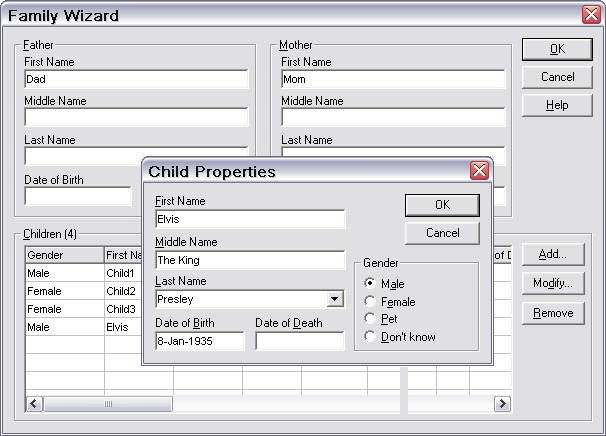 Family Wizard
Father
First Name
Dad
Middle Name
Last Name
Date of Birth
Mother
First Name
Mom
Middle Name
Last Name
OK
Cancel
Help
Child Properties
First Name
Elvis
Middle Name
The King
Last Name
Presley
Date of Birth Date of Death
8-Jan-1935
OK
Cancel
Gender
Male
Female
Pet
Don't know
Children (4)
Gender First Na of D
Male Child1
Female Child2
Female Child3
Male Elvis
Add...
Modify...
Remove